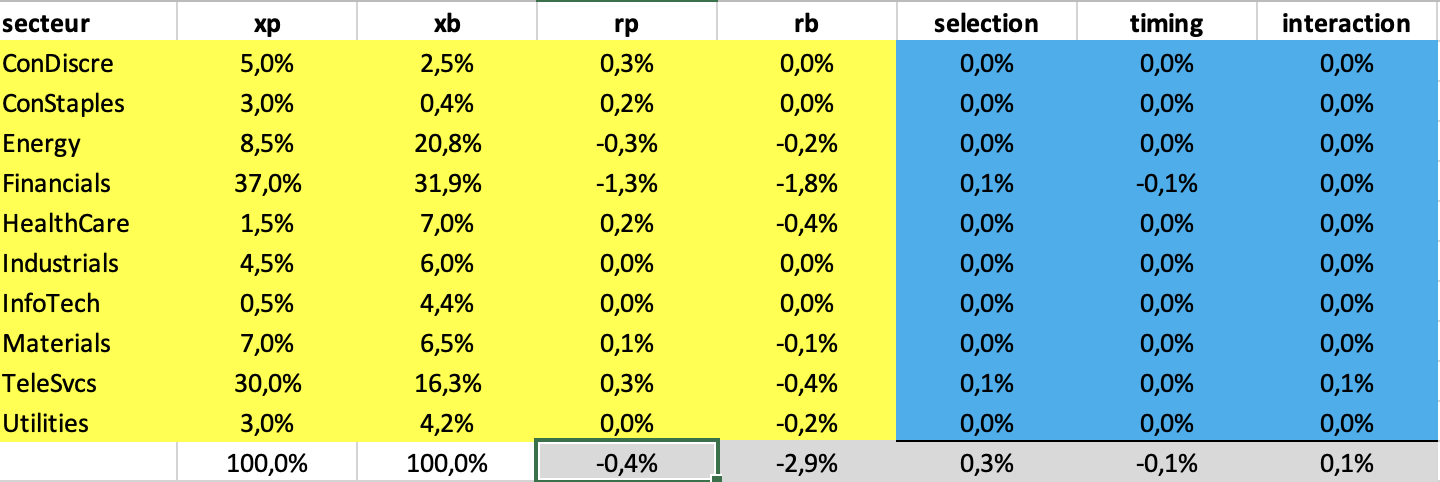 secteur xp xb rp rb selection timing interaction
ConDiscre 5,0% 2,5% 0,3% 0,0% 0,0% 0,0% 0,0%
ConStaples 3,0% 0,4% 0,2% 0,0% 0,0% 0,0% 0,0%
Energy 8,5% 20,8% -0,3% -0,2% 0,0% 0,0% 0,0%
Financials 37,0% 31,9% -1,3% -1,8% 0,1% -0,1% 0,0%
HealthCare 1,5% 7,0% 0,2% -0,4% 0,0% 0,0% 0,0%
Industrials 4,5% 6,0% 0,0% 0,0% 0,0% 0,0% 0,0%
InfoTech 0,5% 4,4% 0,0% 0,0% 0,0% 0,0% 0,0%
Materials 7,0% 6,5% 0,1% -0,1% 0,0% 0,0% 0,0%
TeleSvcs 30,0% 16,3% 0,3% -0,4% 0,1% 0,0% 0,1%
Utilities 3,0% 4,2% 0,0% -0,2% 0,0% 0,0% 0,0%
100,0% 100,0% -0,4% -2,9% 0,3% -0,1% 0,1%